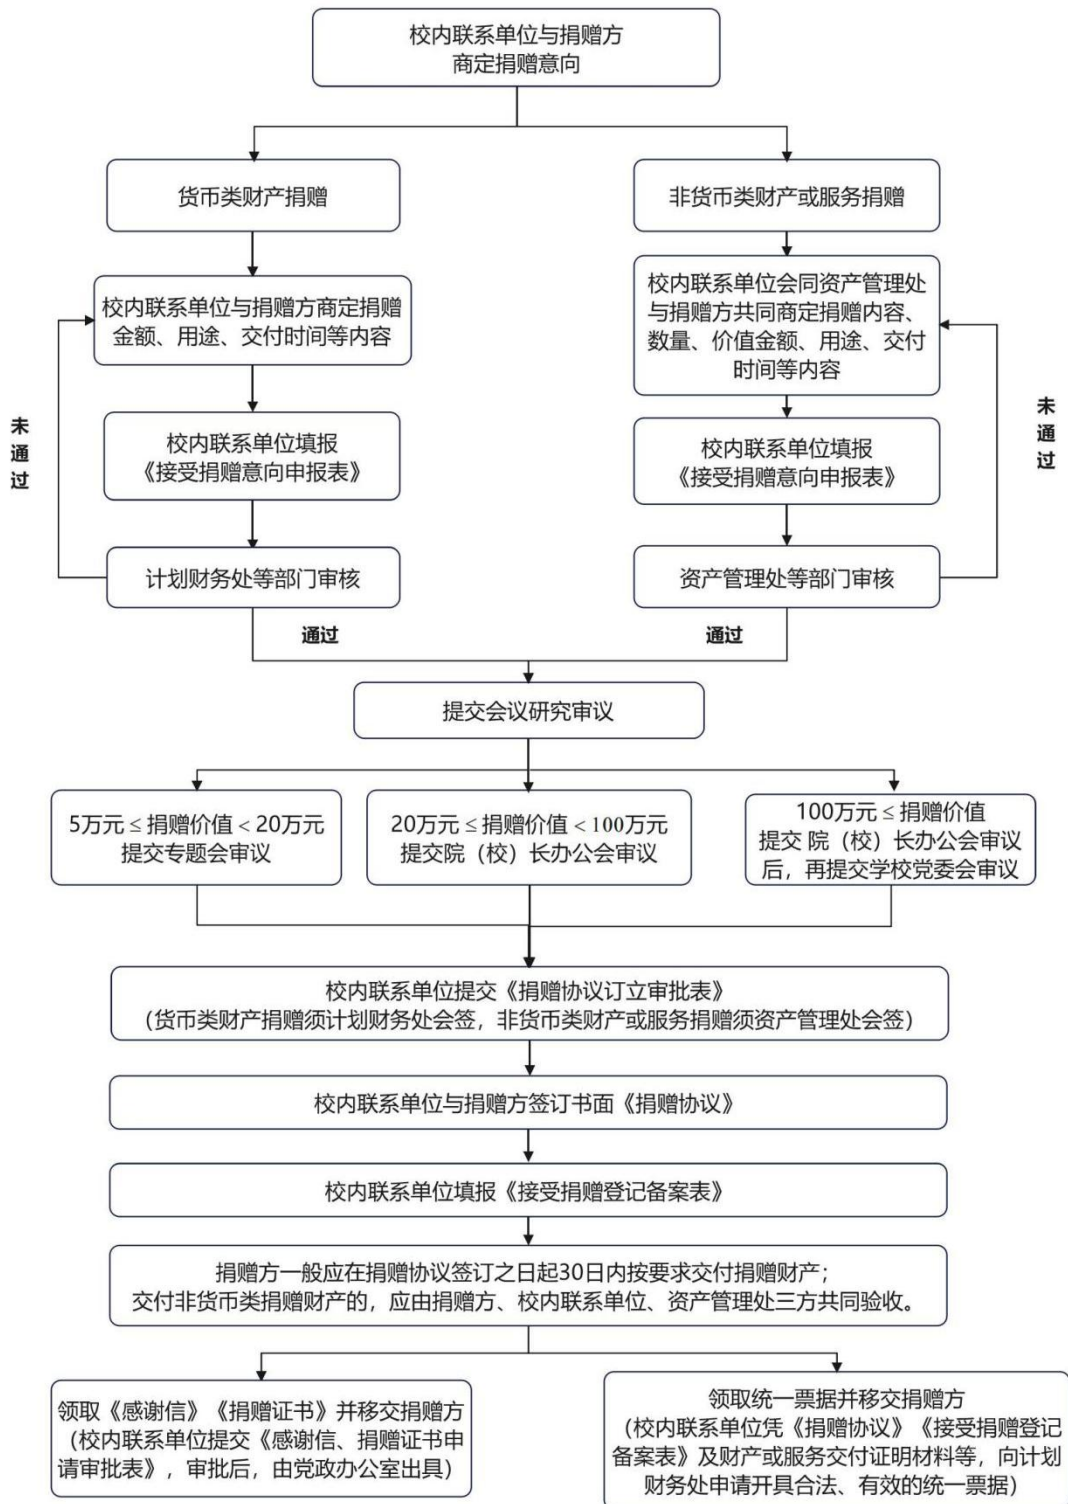 校内联系单位与捐赠方
商定捐赠意向
货币类财产捐赠
非货币类财产或服务捐赠
校内联系单位与捐赠方商定捐赠
金额、用途、交付时间等内容
校内联系单位会同资产管理处
与捐赠方共同商定捐赠内容、
数量、价值金额、用途、交付
时间等内容
未通过
未通过
校内联系单位填报
《接受捐赠意向申报表》
校内联系单位填报
《接受捐赠意向申报表》
计划财务处等部门审核
资产管理处等部门审核
通过
通过
提交会议研究审议
5万元 ≤ 捐赠价值 < 20万元
提交专题会审议
20万元 ≤ 捐赠价值 < 100万元
提交院（校）长办公会审议
100万元 ≤ 捐赠价值
提交 院（校）长办公会审议
后，再提交学校党委会审议
校内联系单位提交《捐赠协议订立审批表》
（货币类财产捐赠须计划财务处会签，非货币类财产或服务捐赠须资产管理处会签）
校内联系单位与捐赠方签订书面《捐赠协议》
校内联系单位填报《接受捐赠登记备案表》
捐赠方一般应在捐赠协议签订之日起30日内按要求交付捐赠财产；
交付非货币类捐赠财产的，应由捐赠方、校内联系单位、资产管理处三方共同验收。
领取《感谢信》《捐赠证书》并移交捐赠方
（校内联系单位提交《感谢信、捐赠证书申
请审批表》，审批后，由党政办公室出具）
领取统一票据并移交捐赠方
（校内联系单位凭《捐赠协议》《接受捐赠登记
备案表》及财产或服务交付证明材料等，向计划
财务处申请开具合法、有效的统一票据）